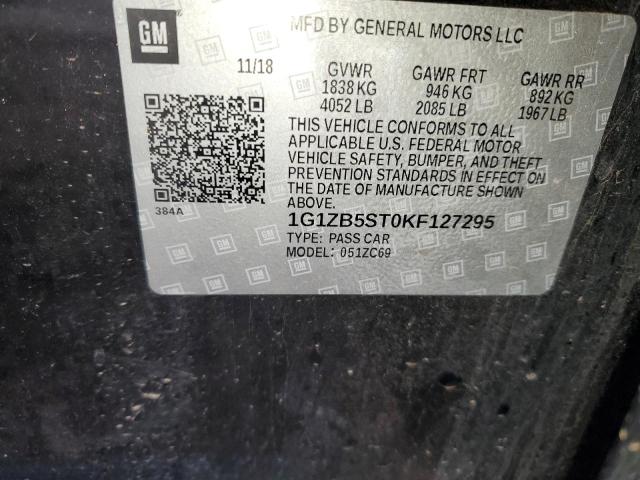 GM
MFD BY GENERAL MOTORS LLC
11/18 GVWR GAWR FRT GAWR RR
1838 KG 946 KG 892 KG
4052 LB 2085 LB 1967 LB
THIS VEHICLE CONFORMS TO ALL
APPLICABLE U.S. FEDERAL MOTOR
VEHICLE SAFETY, BUMPER, AND THEFT
PREVENTION STANDARDS IN EFFECT ON
THE DATE OF MANUFACTURE SHOWN
ABOVE.
384A
1G1ZB5ST0KF127295
TYPE: PASS CAR
MODEL: 051ZC69